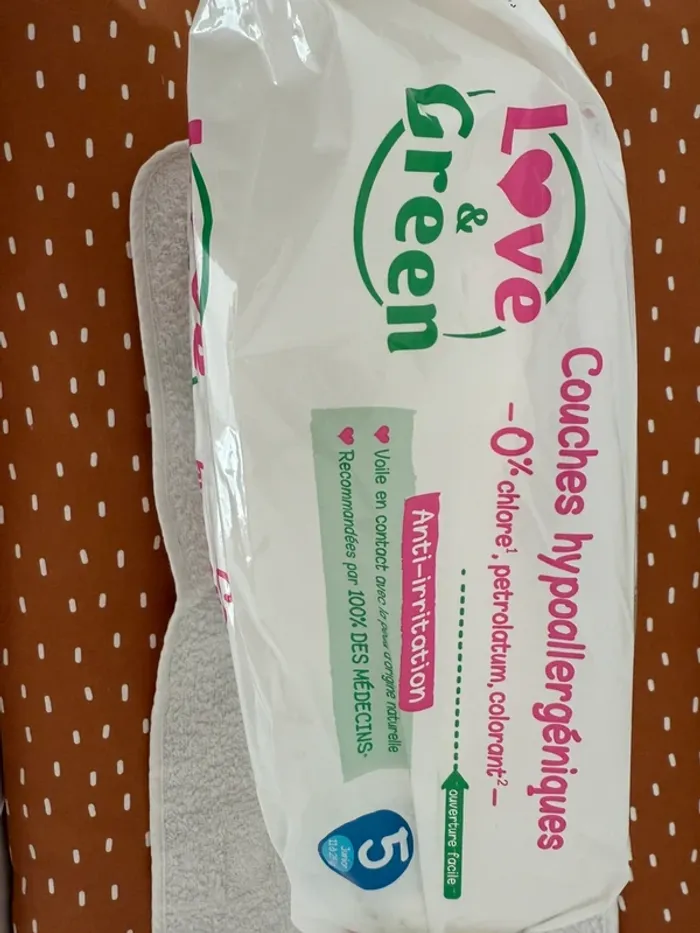 Love
&
Green
Couches hypoallergéniques
-0% chlore¹, petrolatum, colorant²-
ouverture facile
Anti-irritation
Voile en contact avec la peau d'origine naturelle
Recommandées par 100% DES MÉDECINS*
5
Junior